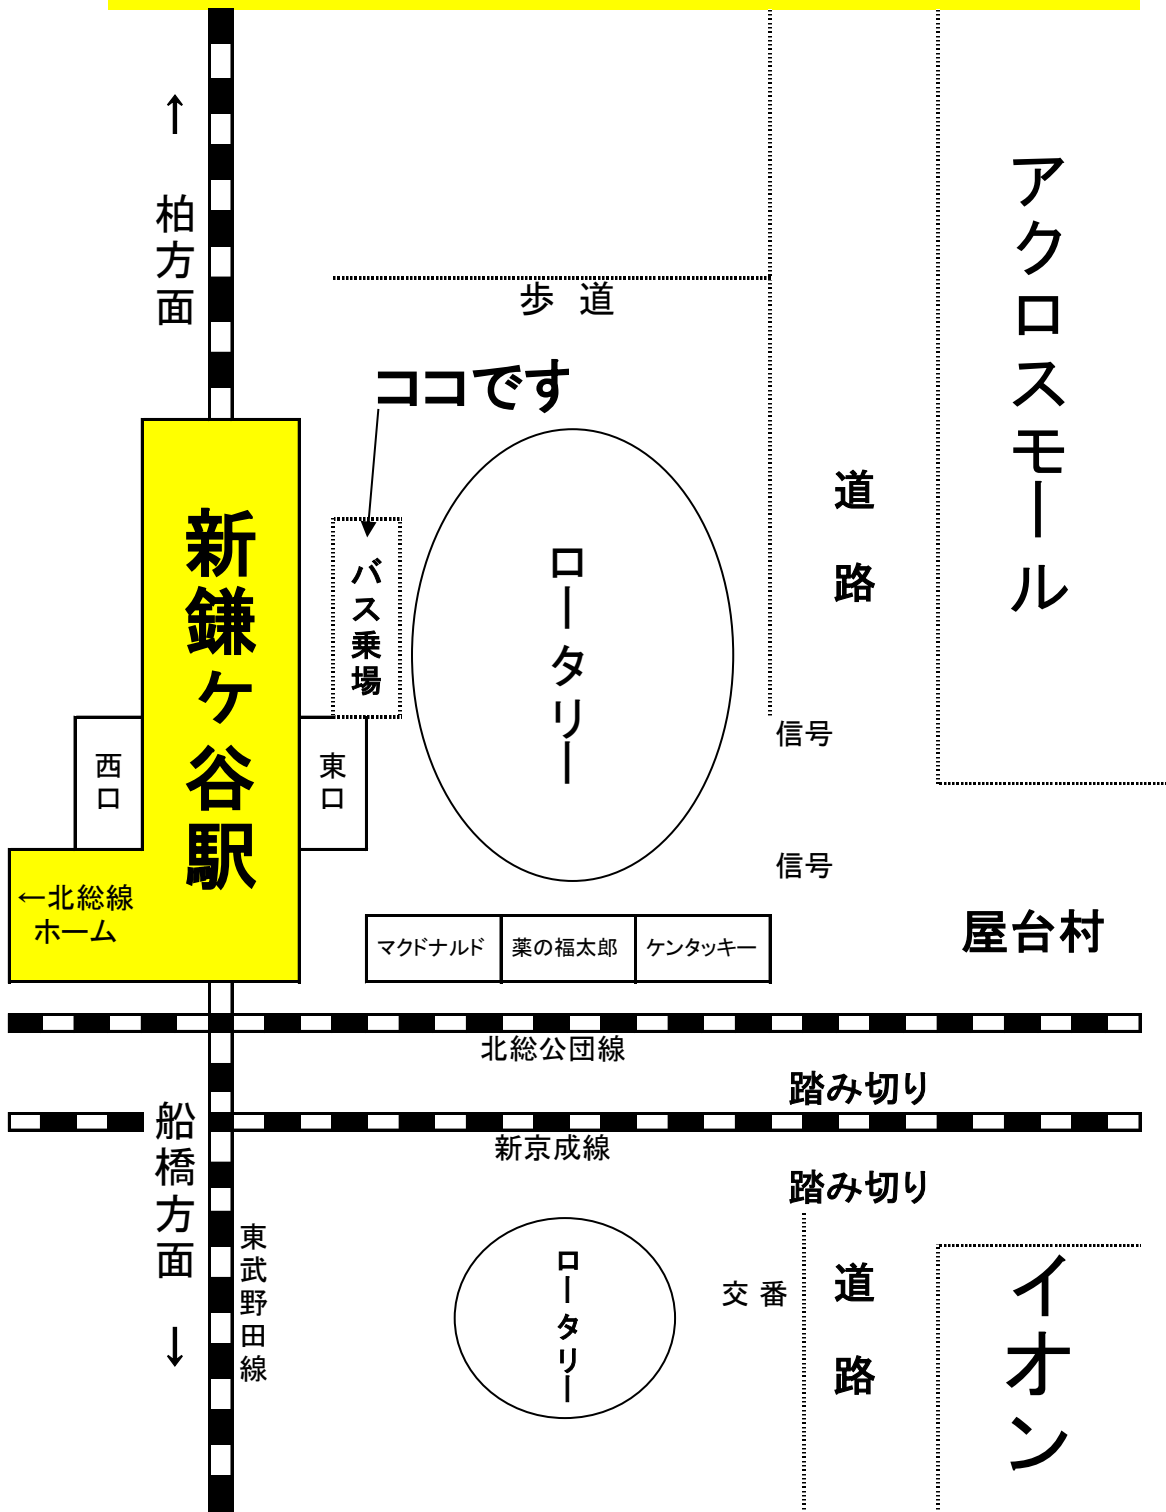 ↑
柏方面
歩 道
ココです
アクロスモール
道路
新鎌ヶ谷駅
バス乗場
ロータリー
西口
東口
信号
信号
←北総線
ホーム
マクドナルド
薬の福太郎
ケンタッキー
屋台村
北総公団線
踏み切り
新京成線
踏み切り
船橋方面
↓
東武野田線
ロータリー
交 番
道路
イオン